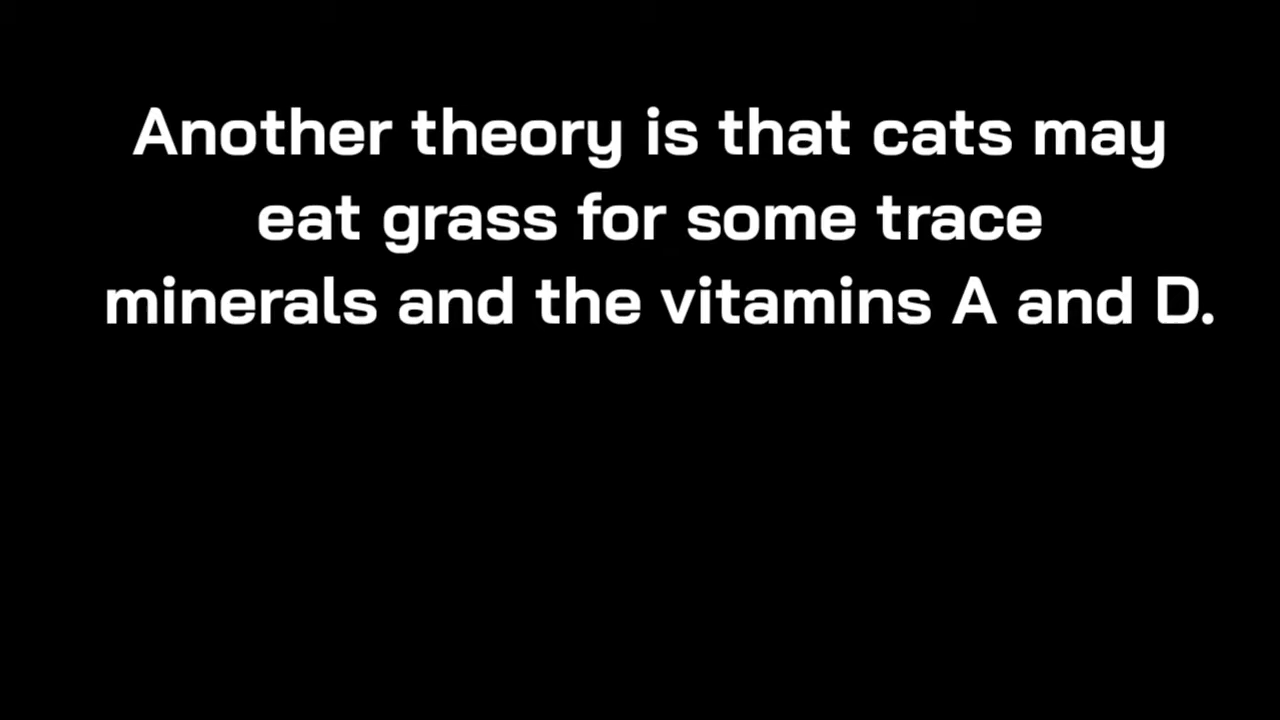 Another theory is that cats may
eat grass for some trace
minerals and the vitamins A and D.